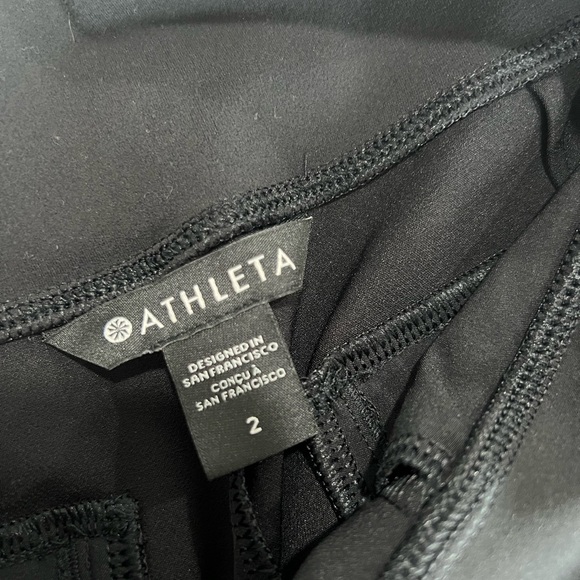 ATHLETA
DESIGNED IN
SAN FRANCISCO
CONÇU À
SAN FRANCISCO
2